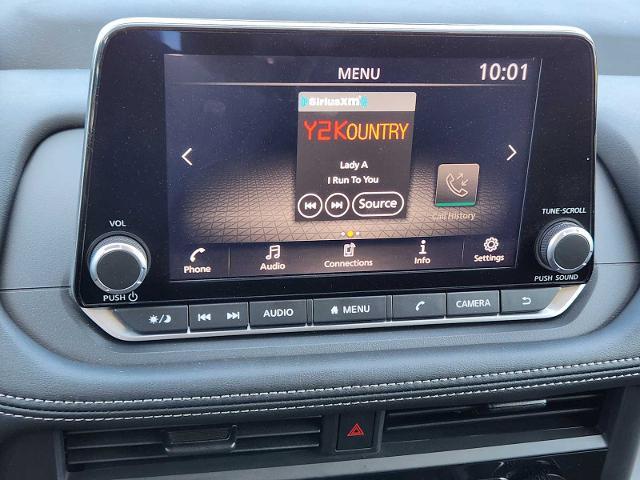 MENU
10:01
SiriusXM
Y2KOUNTRY
Lady A
I Run To You
Source
Call History
Phone
Audio
Connections
Info
Settings
VOL
PUSH
TUNE·SCROLL
PUSH SOUND
AUDIO
MENU
CAMERA